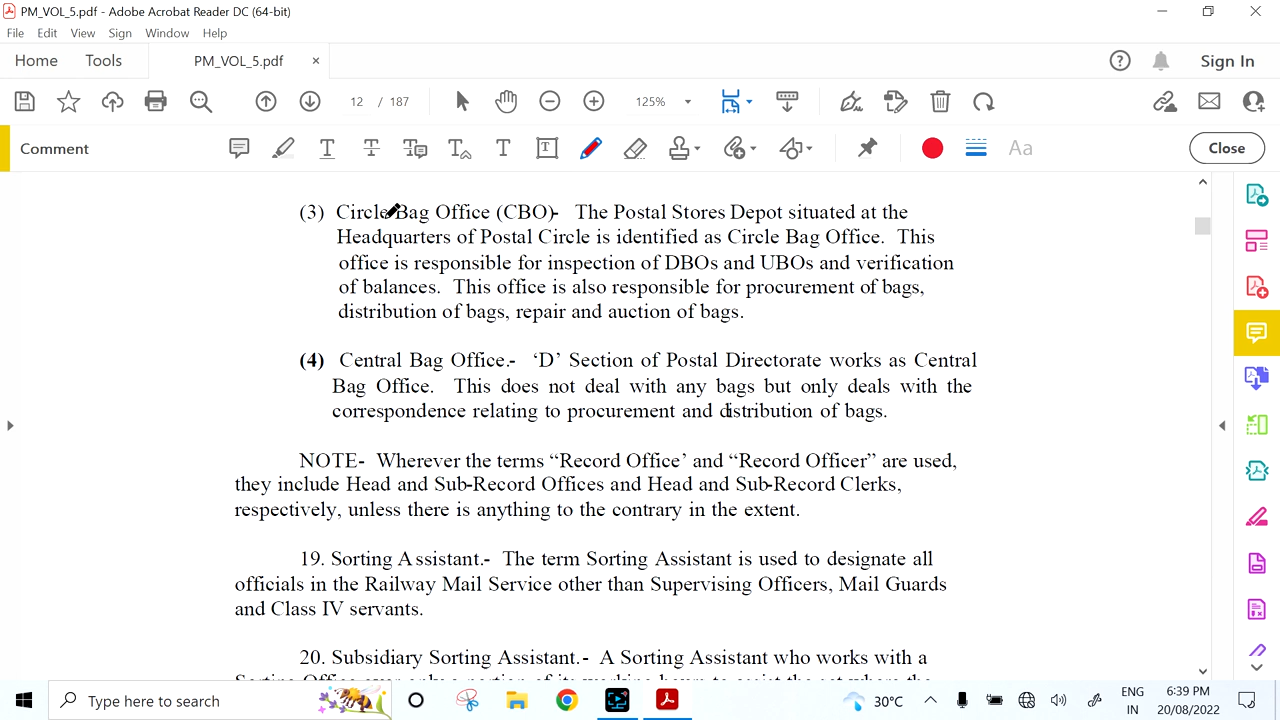 PM_VOL_5.pdf - Adobe Acrobat Reader DC (64-bit)
File Edit View Sign Window Help
Home Tools PM_VOL_5.pdf × Sign In
12 / 187 125%
Comment Aa Close
(3) Circle Bag Office (CBO)- The Postal Stores Depot situated at the
Headquarters of Postal Circle is identified as Circle Bag Office. This
office is responsible for inspection of DBOs and UBOs and verification
of balances. This office is also responsible for procurement of bags,
distribution of bags, repair and auction of bags.
(4) Central Bag Office.- ‘D’ Section of Postal Directorate works as Central
Bag Office. This does not deal with any bags but only deals with the
correspondence relating to procurement and distribution of bags.
NOTE- Wherever the terms “Record Office’ and “Record Officer” are used,
they include Head and Sub-Record Offices and Head and Sub-Record Clerks,
respectively, unless there is anything to the contrary in the extent.
19. Sorting Assistant.- The term Sorting Assistant is used to designate all
officials in the Railway Mail Service other than Supervising Officers, Mail Guards
and Class IV servants.
20. Subsidiary Sorting Assistant.- A Sorting Assistant who works with a
Type here to search
30°C
ENG
IN
6:39 PM
20/08/2022